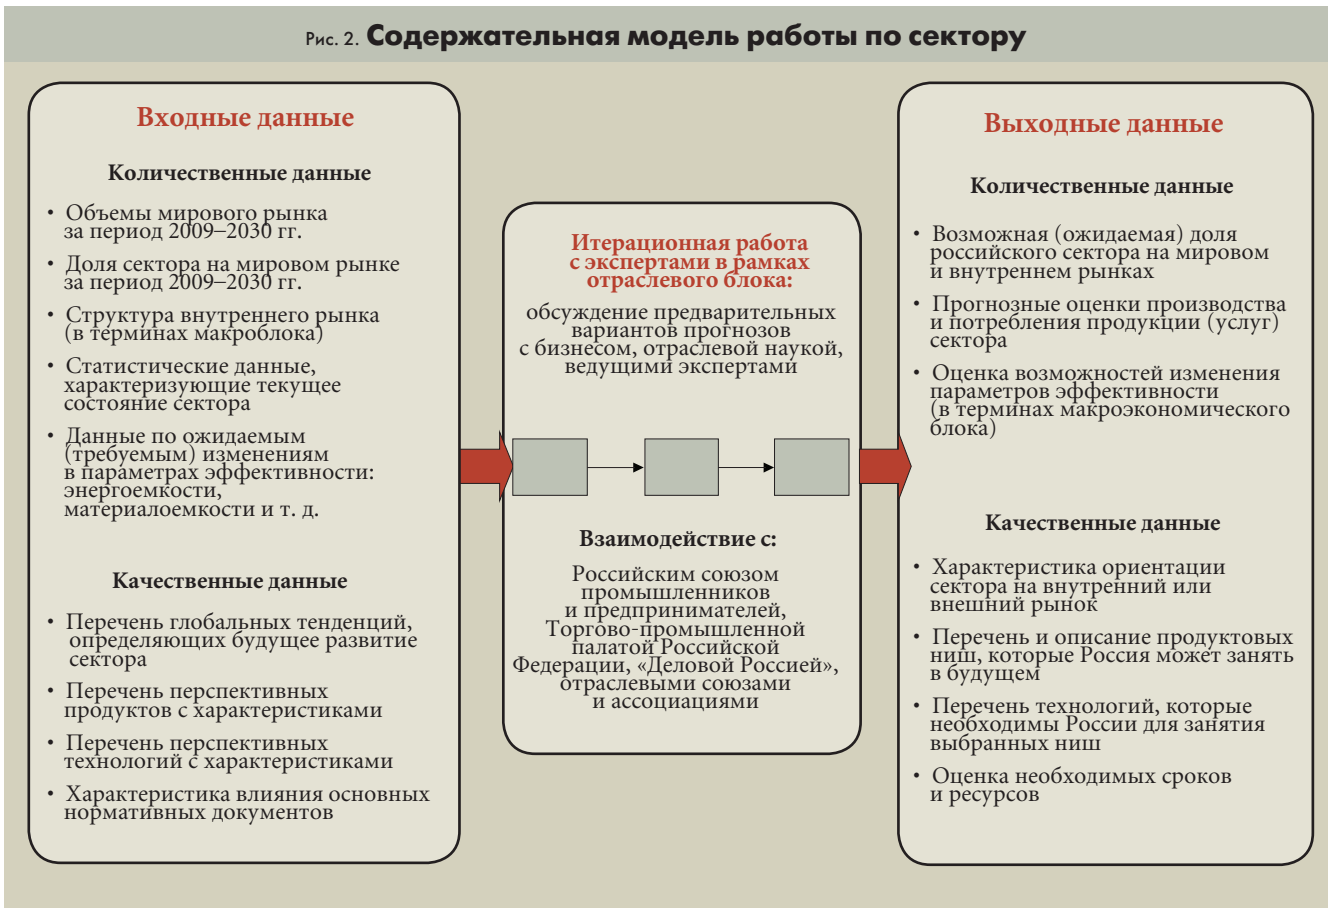 Рис. 2. Содержательная модель работы по сектору
Входные данные
Количественные данные
• Объемы мирового рынка
за период 2009–2030 гг.
• Доля сектора на мировом рынке
за период 2009–2030 гг.
• Структура внутреннего рынка
(в терминах макроблока)
• Статистические данные,
характеризующие текущее
состояние сектора
• Данные по ожидаемым
(требуемым) изменениям
в параметрах эффективности:
энергоемкости,
материалоемкости и т. д.
Качественные данные
• Перечень глобальных тенденций,
определяющих будущее развитие
сектора
• Перечень перспективных
продуктов с характеристиками
• Перечень перспективных
технологий с характеристиками
• Характеристика влияния основных
нормативных документов
Итерационная работа
с экспертами в рамках
отраслевого блока:
обсуждение предварительных
вариантов прогнозов
с бизнесом, отраслевой наукой,
ведущими экспертами
Взаимодействие с:
Российским союзом
промышленников
и предпринимателей,
Торгово-промышленной
палатой Российской
Федерации, «Деловой Россией»,
отраслевыми союзами
и ассоциациями
Выходные данные
Количественные данные
• Возможная (ожидаемая) доля
российского сектора на мировом
и внутреннем рынках
• Прогнозные оценки производства
и потребления продукции (услуг)
сектора
• Оценка возможностей изменения
параметров эффективности
(в терминах макроэкономического
блока)
Качественные данные
• Характеристика ориентации
сектора на внутренний или
внешний рынок
• Перечень и описание продуктовых
ниш, которые Россия может занять
в будущем
• Перечень технологий, которые
необходимы России для занятия
выбранных ниш
• Оценка необходимых сроков
и ресурсов